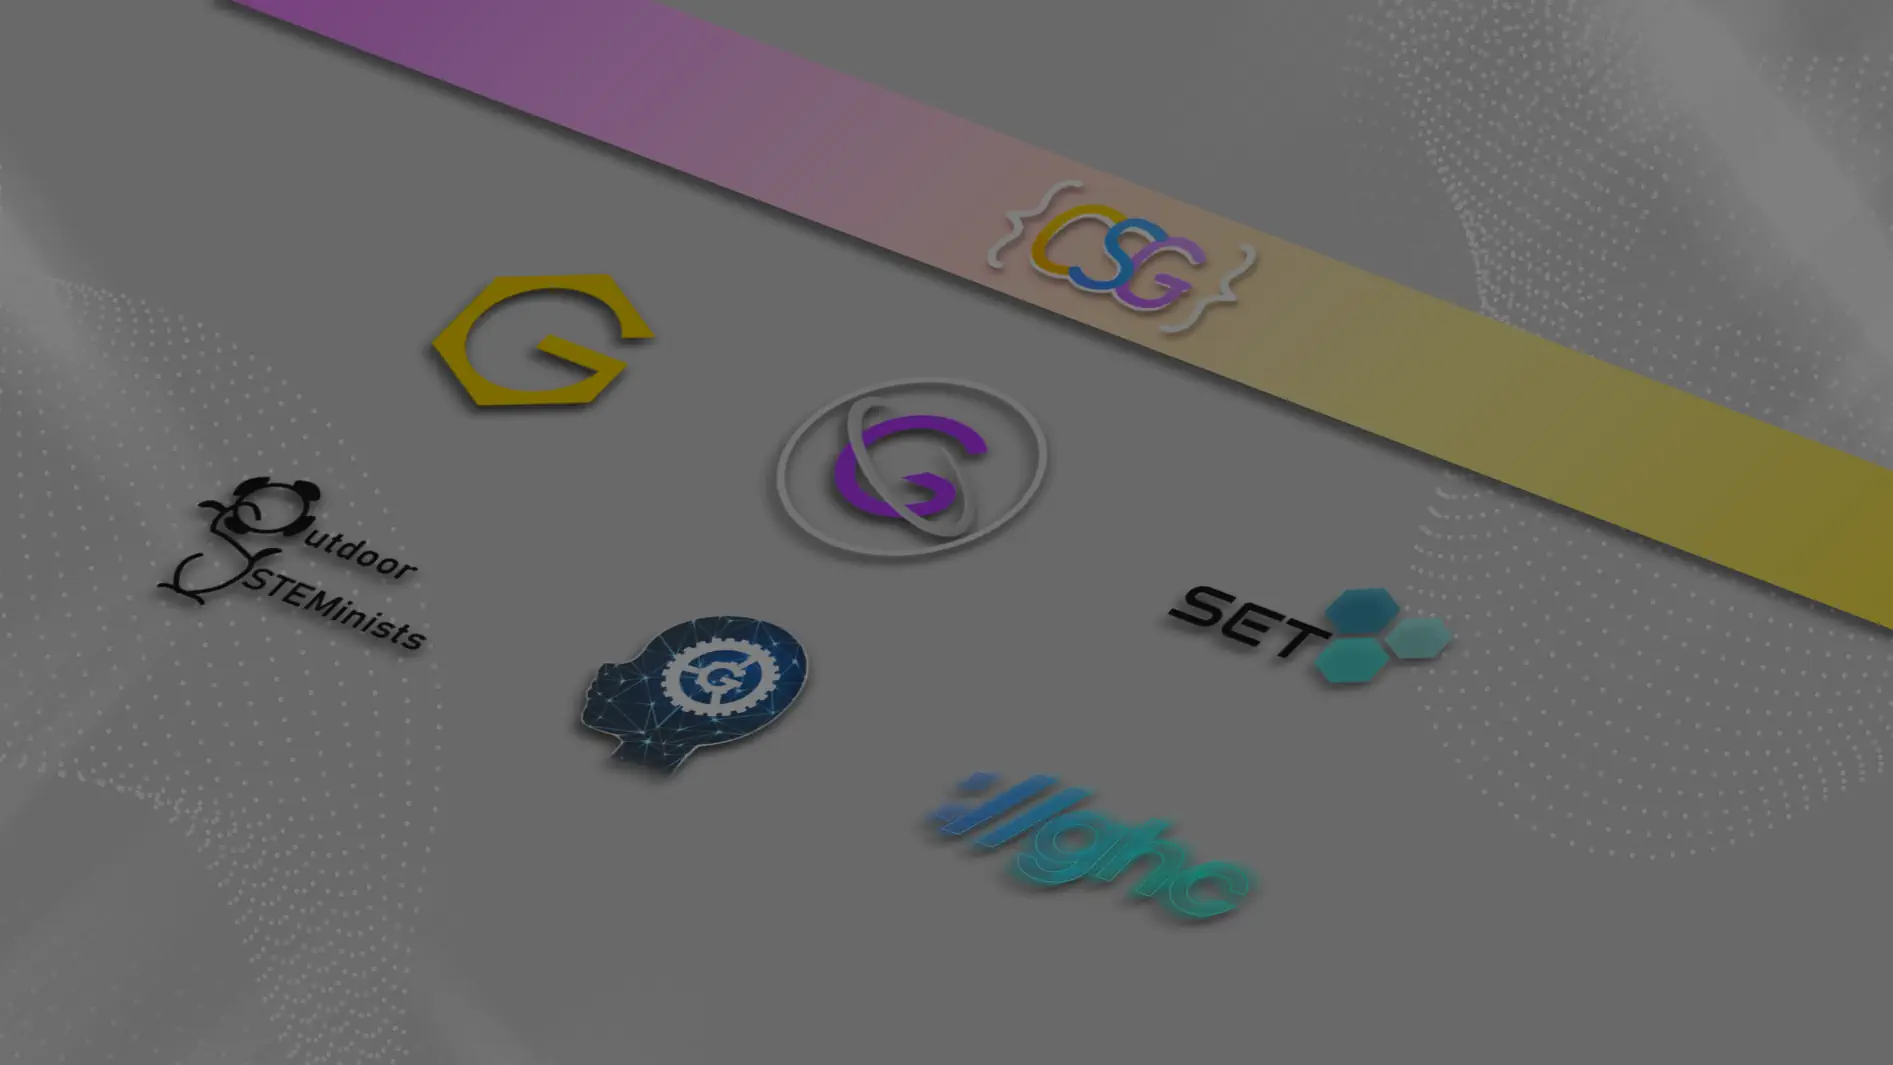 {CSG}
G
G
Outdoor
STEMinists
SET
G
://ghc